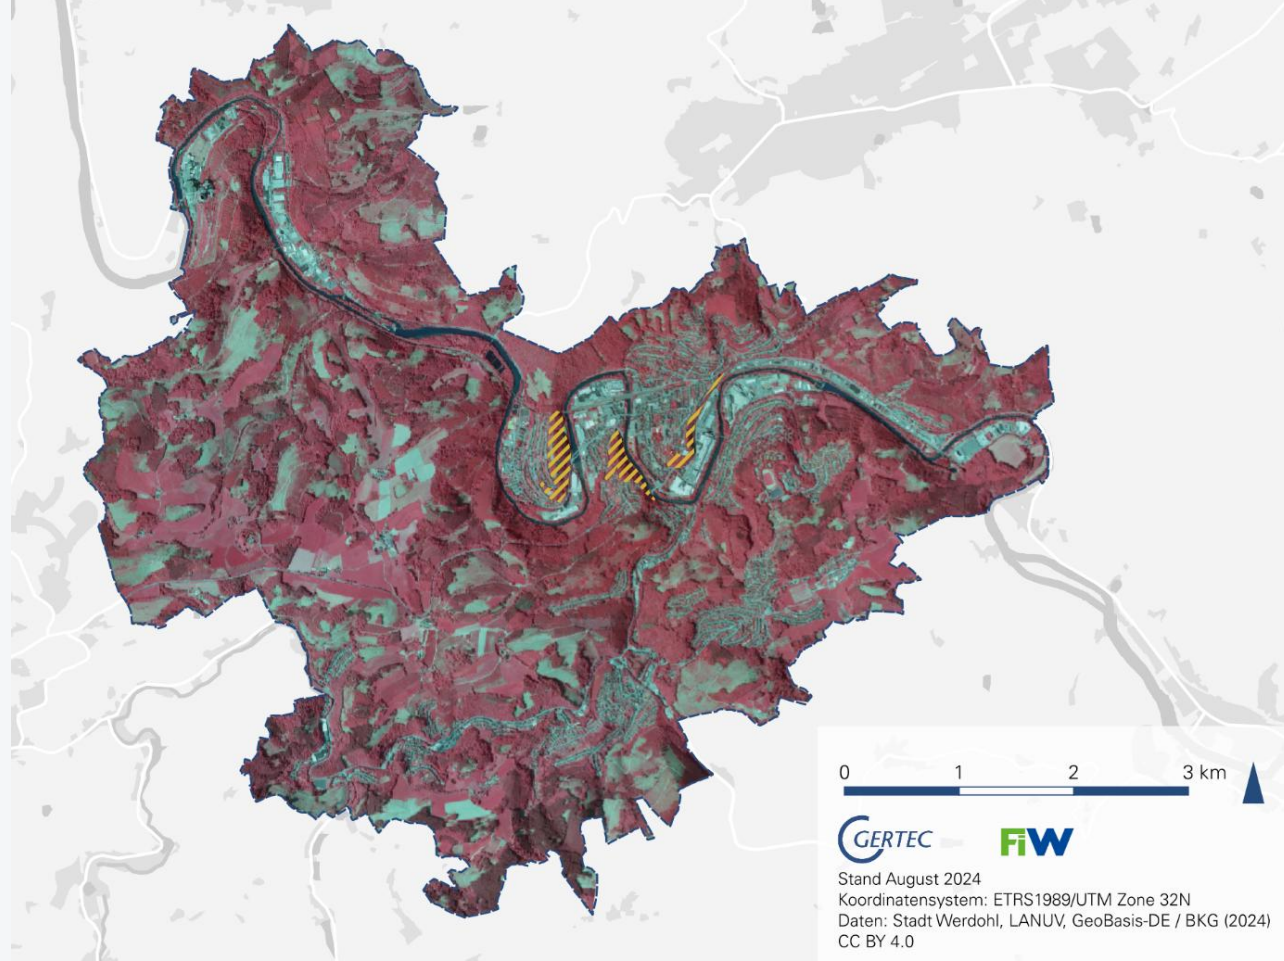 0 1 2 3 km
GERTEC
FiW
Stand August 2024
Koordinatensystem: ETRS1989/UTM Zone 32N
Daten: Stadt Werdohl, LANUV, GeoBasis-DE / BKG (2024)
CC BY 4.0